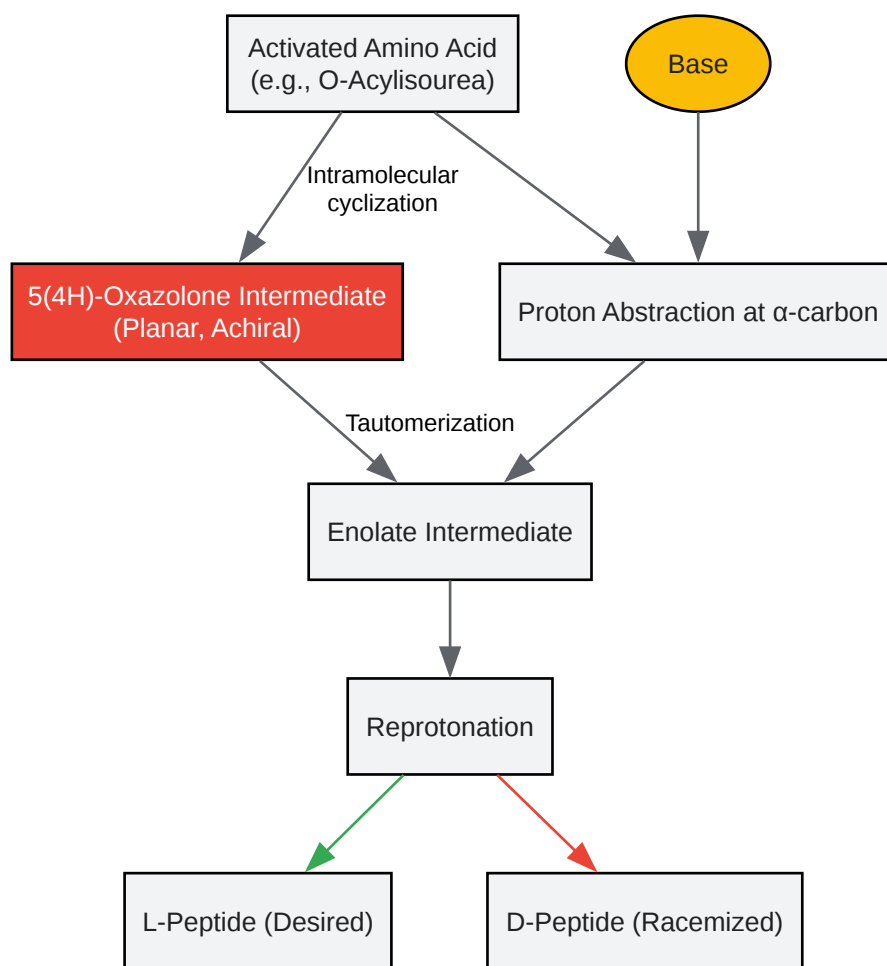 Activated Amino Acid
(e.g., O-Acylisourea)
Base
Intramolecular
cyclization
5(4H)-Oxazolone Intermediate
(Planar, Achiral)
Proton Abstraction at α-carbon
Tautomerization
Enolate Intermediate
Reprotonation
L-Peptide (Desired)
D-Peptide (Racemized)